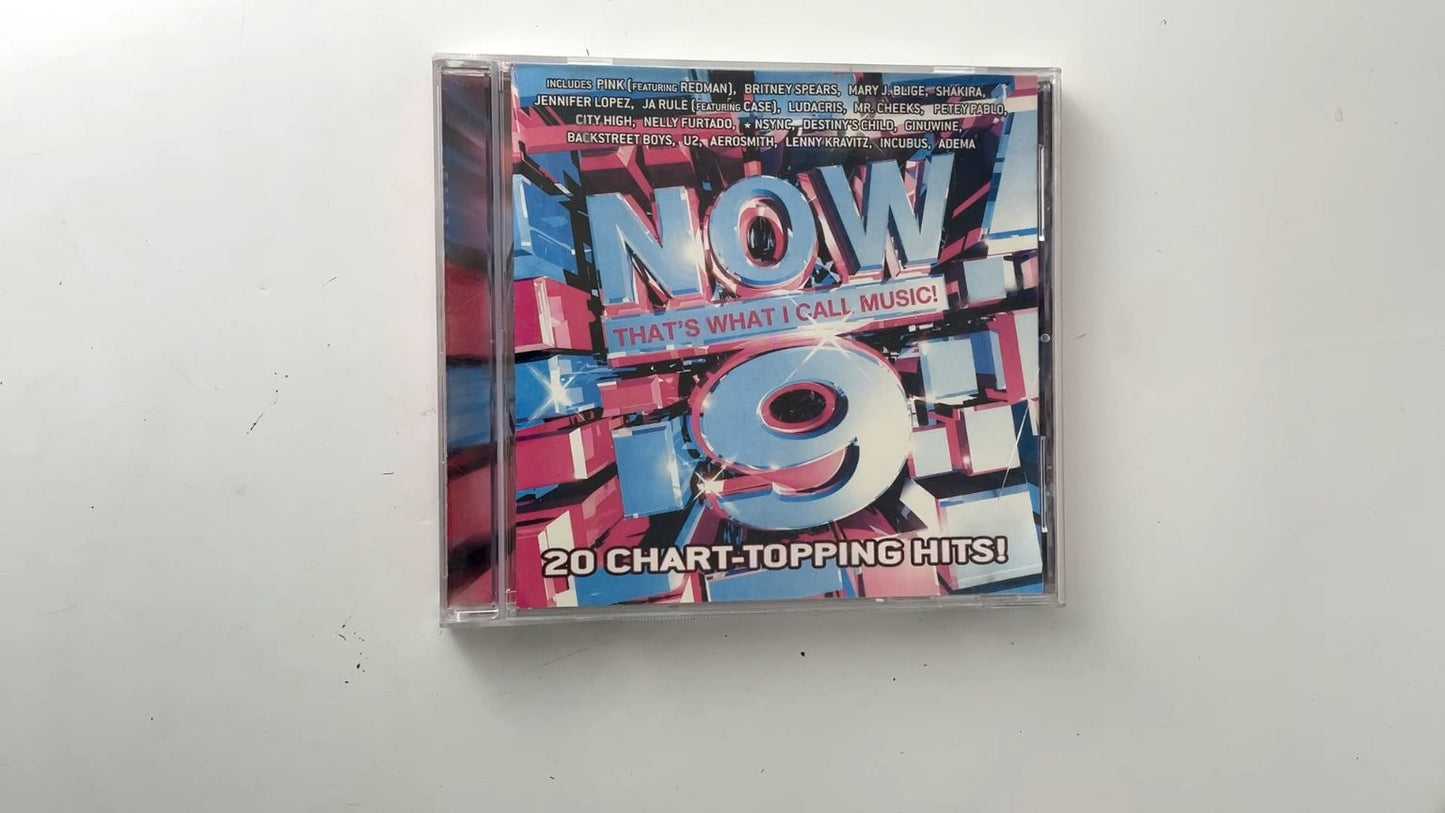 INCLUDES PINK (FEATURING REDMAN), BRITNEY SPEARS, MARY J. BLIGE, SHAKIRA,
JENNIFER LOPEZ, JA RULE (FEATURING CASE), LUDACRIS, MR. CHEEKS, PETEY PABLO,
CITY HIGH, NELLY FURTADO, ★NSYNC, DESTINY'S CHILD, GINUWINE,
BACKSTREET BOYS, U2, AEROSMITH, LENNY KRAVITZ, INCUBUS, ADEMA
NOW
THAT'S WHAT I CALL MUSIC!
9
20 CHART-TOPPING HITS!